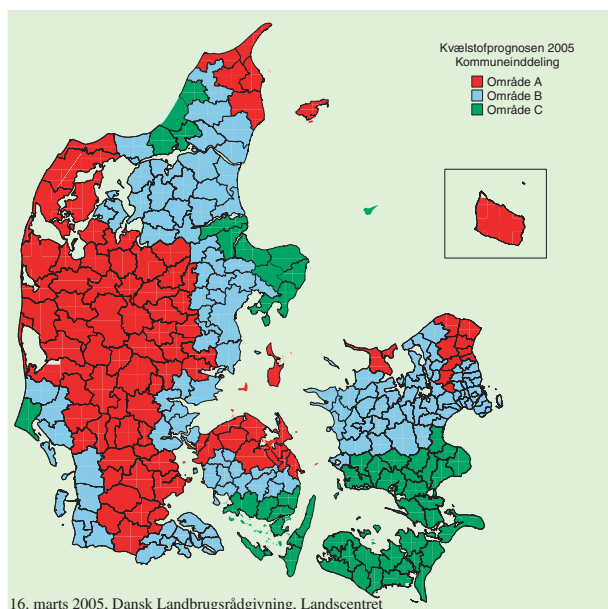 Kvælstofprognosen 2005
Kommuneinddeling
Område A
Område B
Område C
16. marts 2005, Dansk Landbrugsrådgivning, Landscentret